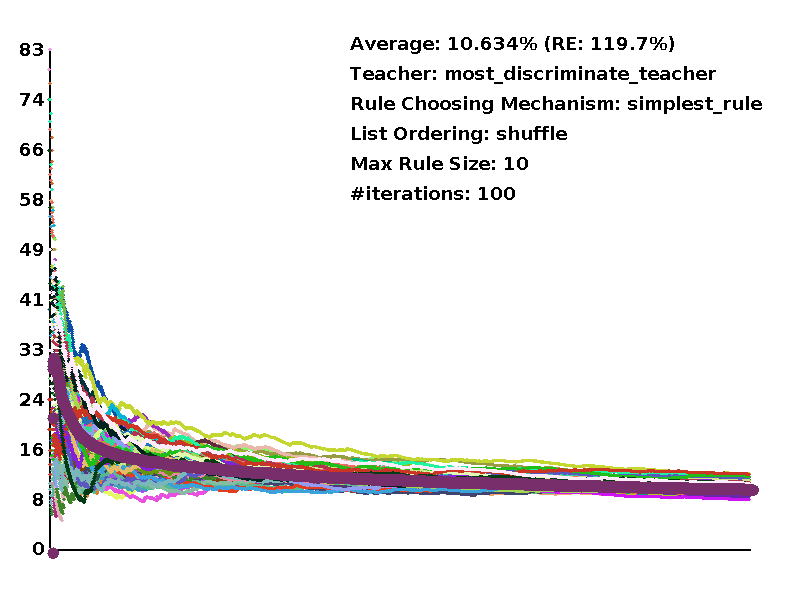 Average: 10.634% (RE: 119.7%)
Teacher: most_discriminate_teacher
Rule Choosing Mechanism: simplest_rule
List Ordering: shuffle
Max Rule Size: 10
#iterations: 100
83
74
66
58
49
41
33
24
16
8
0